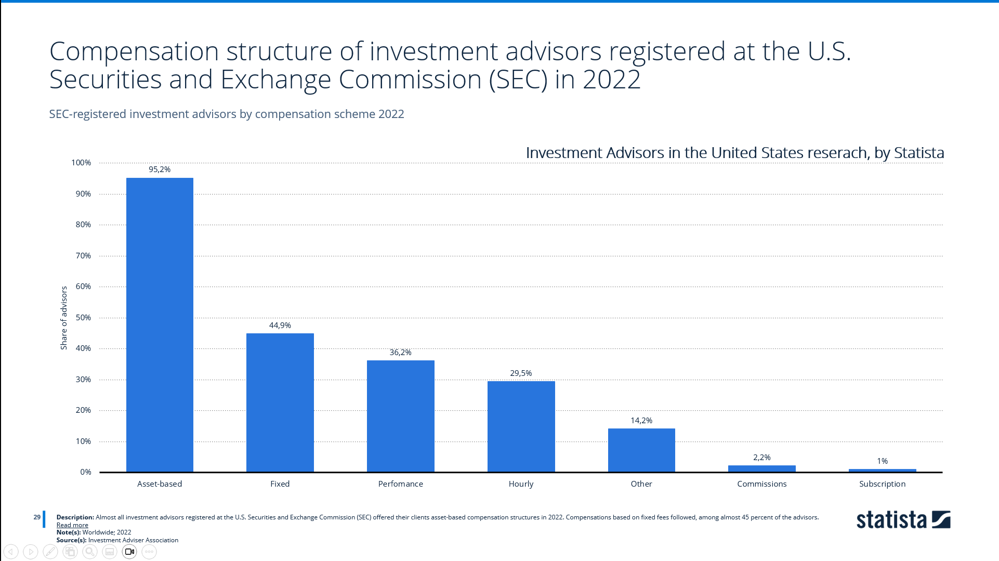 Compensation structure of investment advisors registered at the U.S.
Securities and Exchange Commission (SEC) in 2022
SEC-registered investment advisors by compensation scheme 2022
Investment Advisors in the United States reserach, by Statista
Share of advisors
100%
90%
80%
70%
60%
50%
40%
30%
20%
10%
0%
95,2%
44,9%
36,2%
29,5%
14,2%
2,2%
1%
Asset-based
Fixed
Perfomance
Hourly
Other
Commissions
Subscription
29
Description: Almost all investment advisors registered at the U.S. Securities and Exchange Commission (SEC) offered their clients asset-based compensation structures in 2022. Compensations based on fixed fees followed, among almost 45 percent of the advisors.
Read more
Note(s): Worldwide; 2022
Source(s): Investment Adviser Association
statista